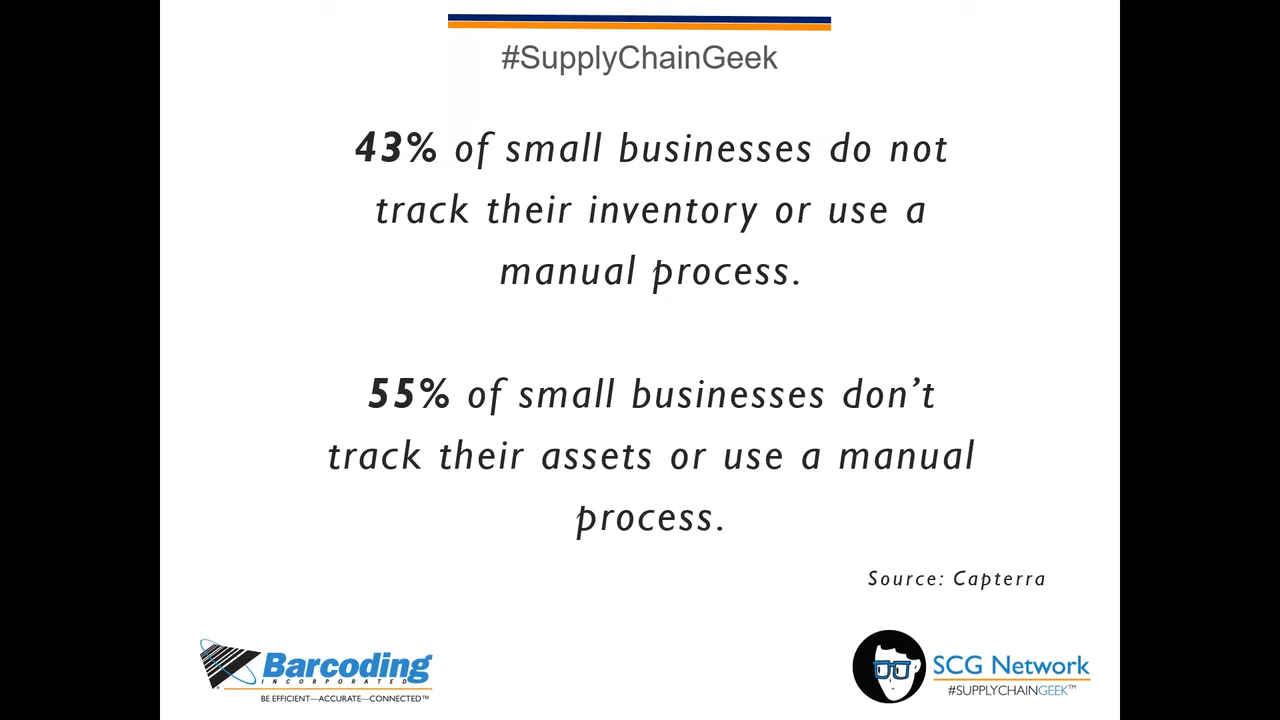 #SupplyChainGeek
43% of small businesses do not
track their inventory or use a
manual process.
55% of small businesses don’t
track their assets or use a manual
process.
Source: Capterra
Barcoding
INCORPORATED
BE EFFICIENT—ACCURATE—CONNECTED™
SCG Network
#SUPPLYCHAINGEEK™